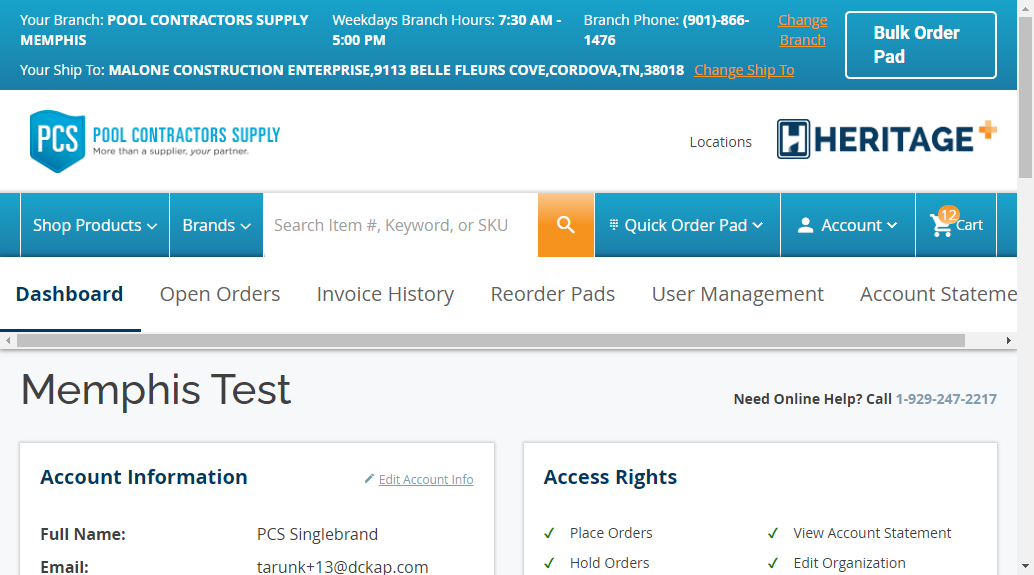 Your Branch: POOL CONTRACTORS SUPPLY MEMPHIS
Weekdays Branch Hours: 7:30 AM - 5:00 PM
Branch Phone: (901)-866-1476
Change Branch
Bulk Order Pad
Your Ship To: MALONE CONSTRUCTION ENTERPRISE,9113 BELLE FLEURS COVE,CORDOVA,TN,38018 Change Ship To
PCS POOL CONTRACTORS SUPPLY
More than a supplier, your partner.
Locations
HERITAGE+
Shop Products
Brands
Search Item #, Keyword, or SKU
Quick Order Pad
Account
12
Cart
Dashboard
Open Orders
Invoice History
Reorder Pads
User Management
Account Stateme
Memphis Test
Need Online Help? Call 1-929-247-2217
Account Information
Edit Account Info
Full Name: PCS Singlebrand
Email: tarunk+13@dckap.com
Access Rights
Place Orders
View Account Statement
Hold Orders
Edit Organization